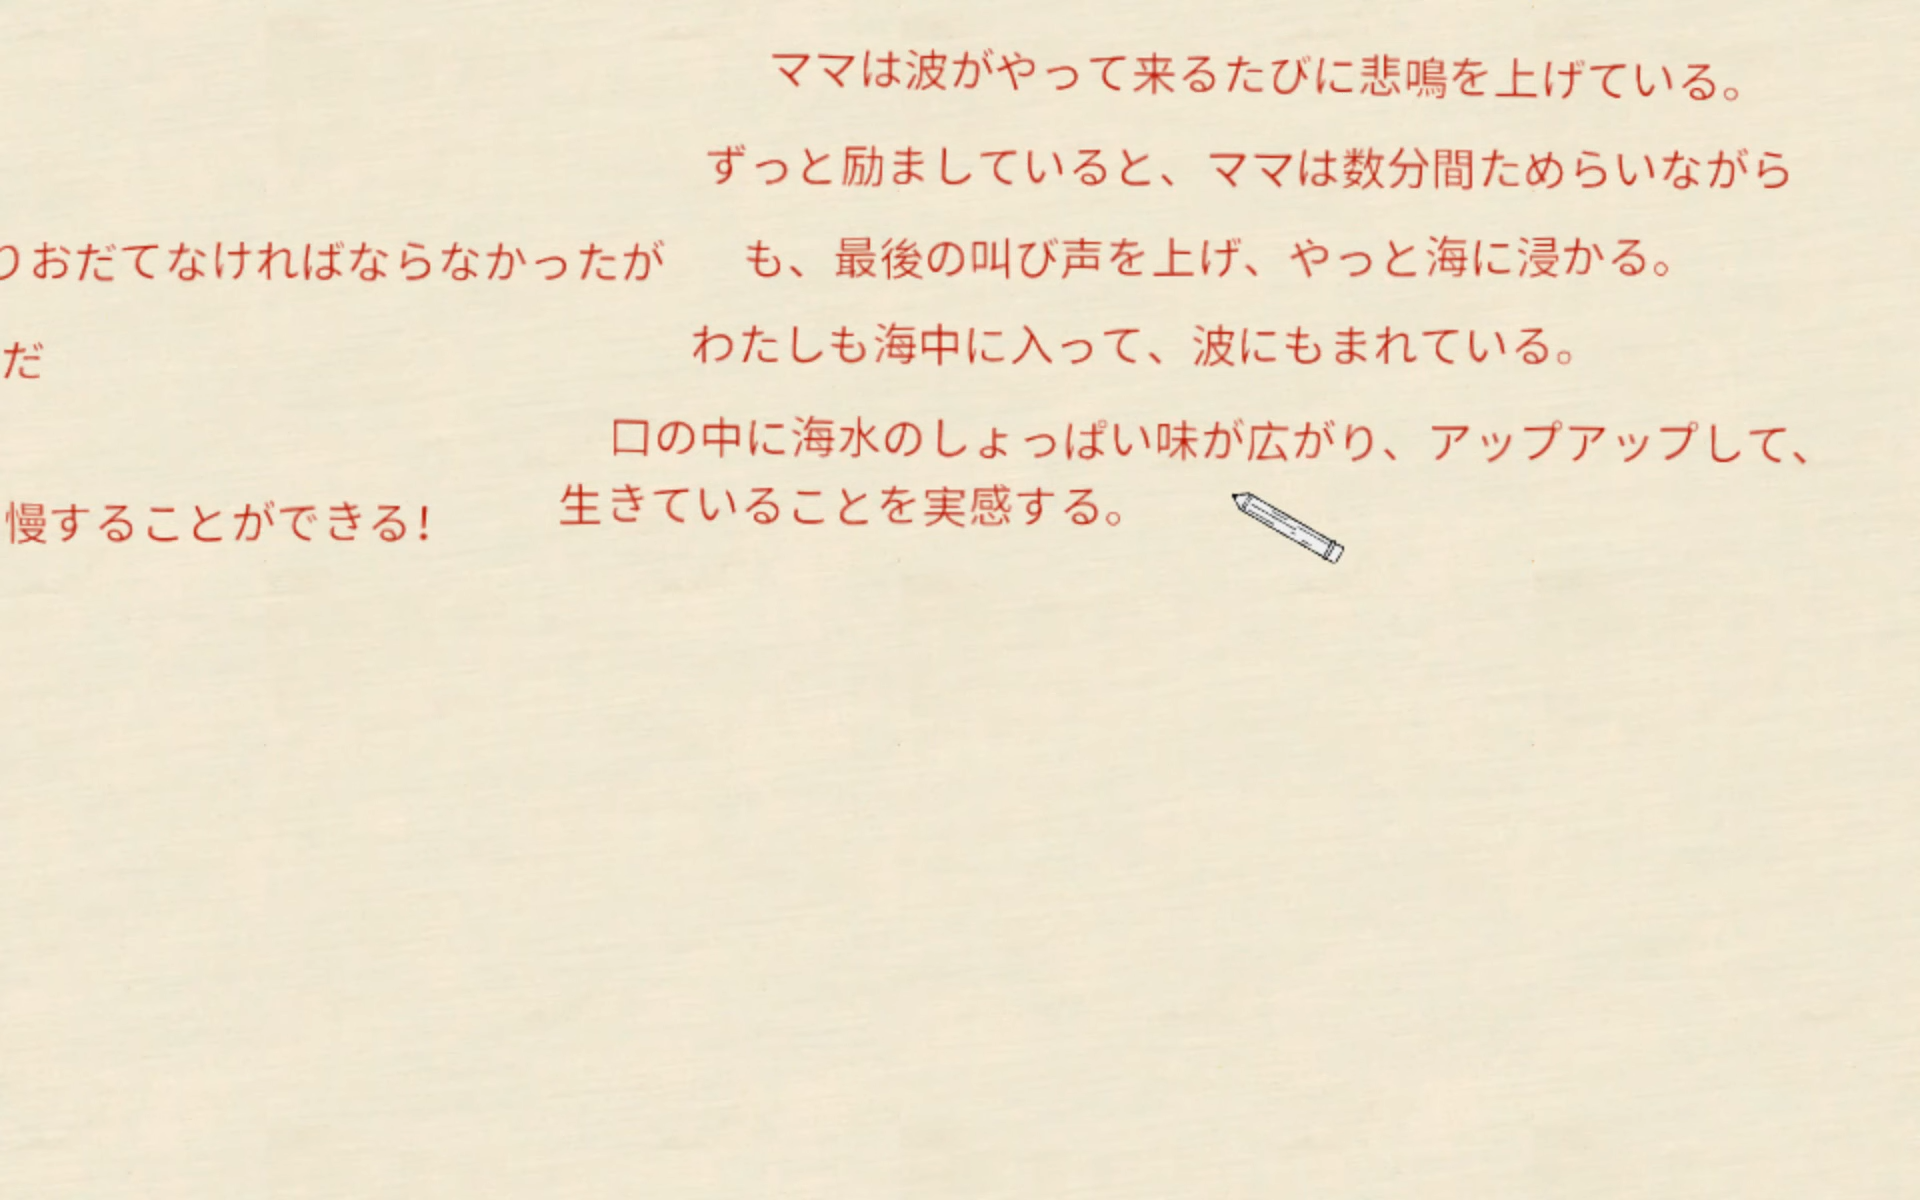 ママは波がやって来るたびに悲鳴を上げている。
ずっと励ましていると、ママは数分間ためらいながら
も、最後の叫び声を上げ、やっと海に浸かる。
わたしも海中に入って、波にもまれている。
口の中に海水のしょっぱい味が広がり、アップアップして、
生きていることを実感する。
りおだてなければならなかったが
だ
慢することができる!